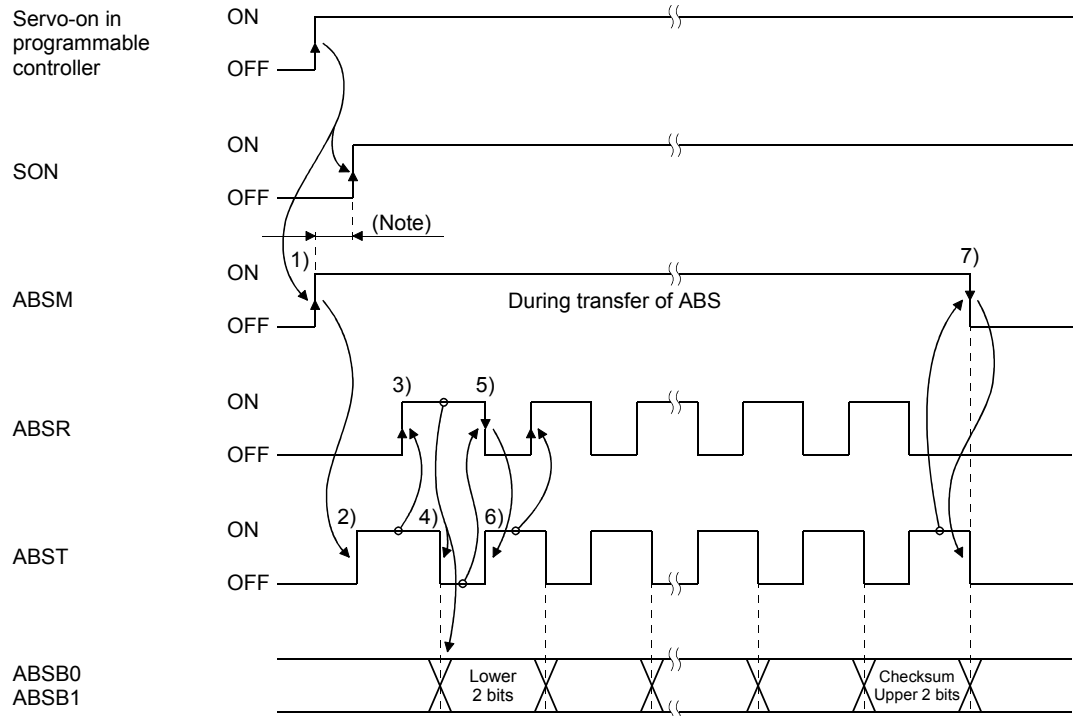 Servo-on in
programmable
controller
ON
OFF
SON
ON
OFF
(Note)
ABSM
ON
OFF
1)
During transfer of ABS
7)
ABSR
ON
OFF
3)
5)
ABST
ON
OFF
2)
4)
6)
ABSB0
ABSB1
Lower
2 bits
Checksum
Upper 2 bits